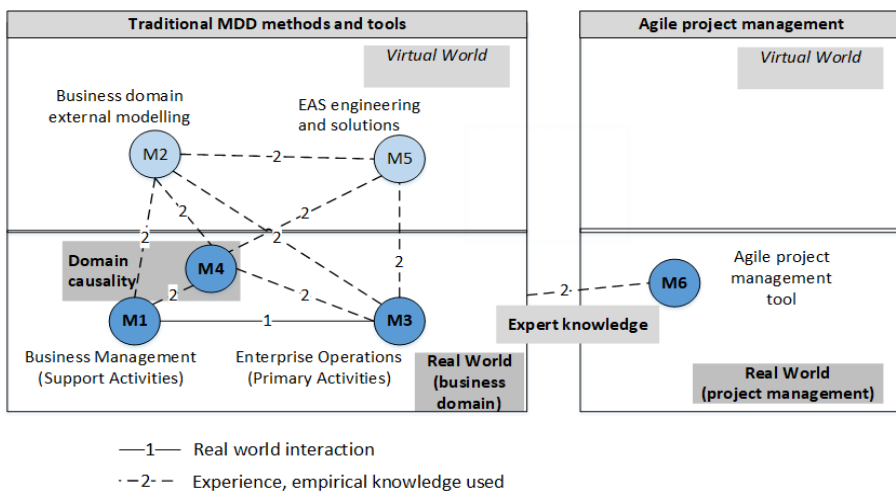 Traditional MDD methods and tools
Agile project management
Virtual World
Virtual World
Business domain
external modelling
EAS engineering
and solutions
M2
2
M5
2
2
2
2
2
Domain
causality
M4
2
2
M1
1
M3
2
M6
Agile project
management
tool
Expert knowledge
Business Management
(Support Activities)
Enterprise Operations
(Primary Activities)
Real World
(business
domain)
Real World
(project management)
1 Real world interaction
2 Experience, empirical knowledge used